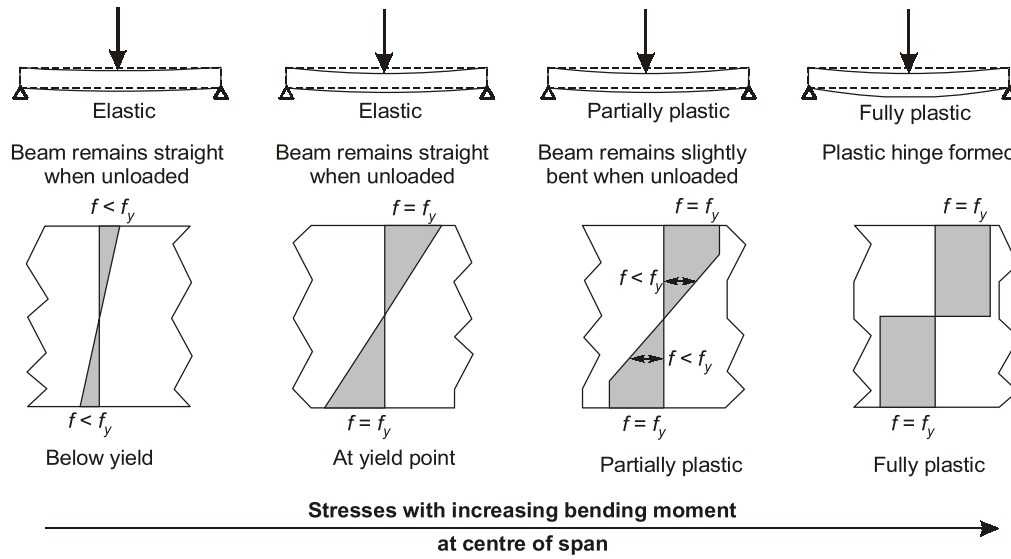 Elastic
Elastic
Partially plastic
Fully plastic
Beam remains straight
when unloaded
Beam remains straight
when unloaded
Beam remains slightly
bent when unloaded
Plastic hinge formed
f < fy
f = fy
f = fy
f = fy
f < fy
f < fy
f < fy
f = fy
f = fy
f = fy
Below yield
At yield point
Partially plastic
Fully plastic
Stresses with increasing bending moment
at centre of span